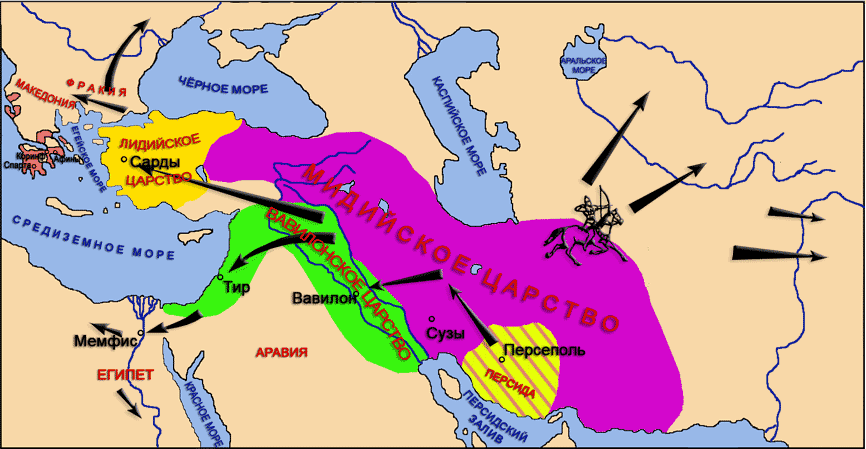 АРАЛЬСКОЕ
МОРЕ
ЧЁРНОЕ МОРЕ
КАСПИЙСКОЕ МОРЕ
ФРАКИЯ
МАКЕДОНИЯ
ЭГЕЙСКОЕ МОРЕ
Коринф
Афины
Спарта
ЛИДИЙСКОЕ
Сарды
ЦАРСТВО
МИДИЙСКОЕ ЦАРСТВО
СРЕДИЗЕМНОЕ МОРЕ
ВАВИЛОНСКОЕ ЦАРСТВО
Тир
Вавилон
Сузы
Мемфис
Персеполь
АРАВИЯ
ЕГИПЕТ
ПЕРСИДА
КРАСНОЕ МОРЕ
ПЕРСИДСКИЙ
ЗАЛИВ